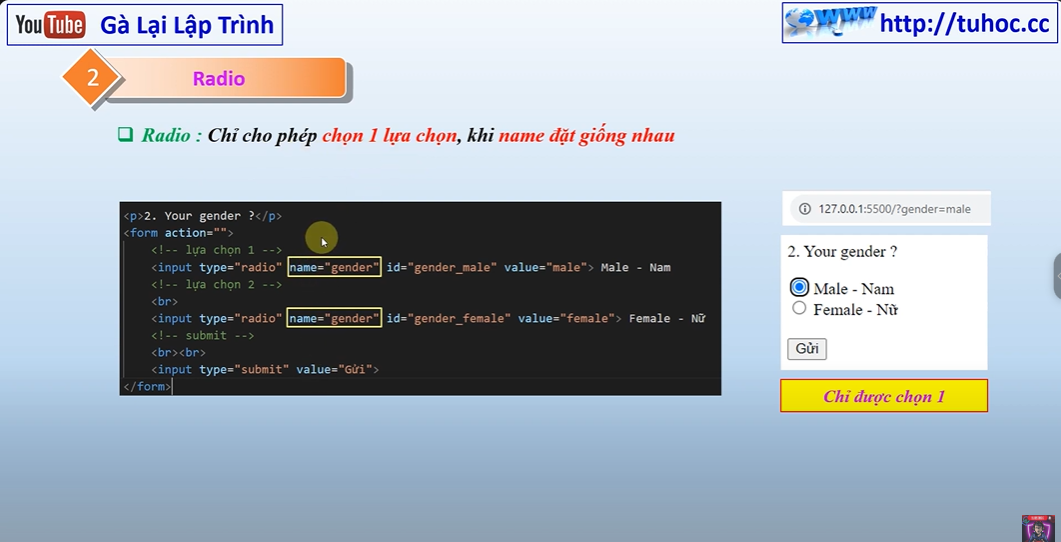 YouTube Gà Lại Lập Trình
WWW http://tuhoc.cc
2 Radio
Radio : Chỉ cho phép chọn 1 lựa chọn, khi name đặt giống nhau
<p>2. Your gender ?</p>
<form action="">
<!-- lựa chọn 1 -->
<input type="radio" name="gender" id="gender_male" value="male"> Male - Nam
<!-- lựa chọn 2 -->
<br>
<input type="radio" name="gender" id="gender_female" value="female"> Female - Nữ
<!-- submit -->
<br><br>
<input type="submit" value="Gửi">
</form>
127.0.0.1:5500/?gender=male
2. Your gender ?
Male - Nam
Female - Nữ
Gửi
Chỉ được chọn 1